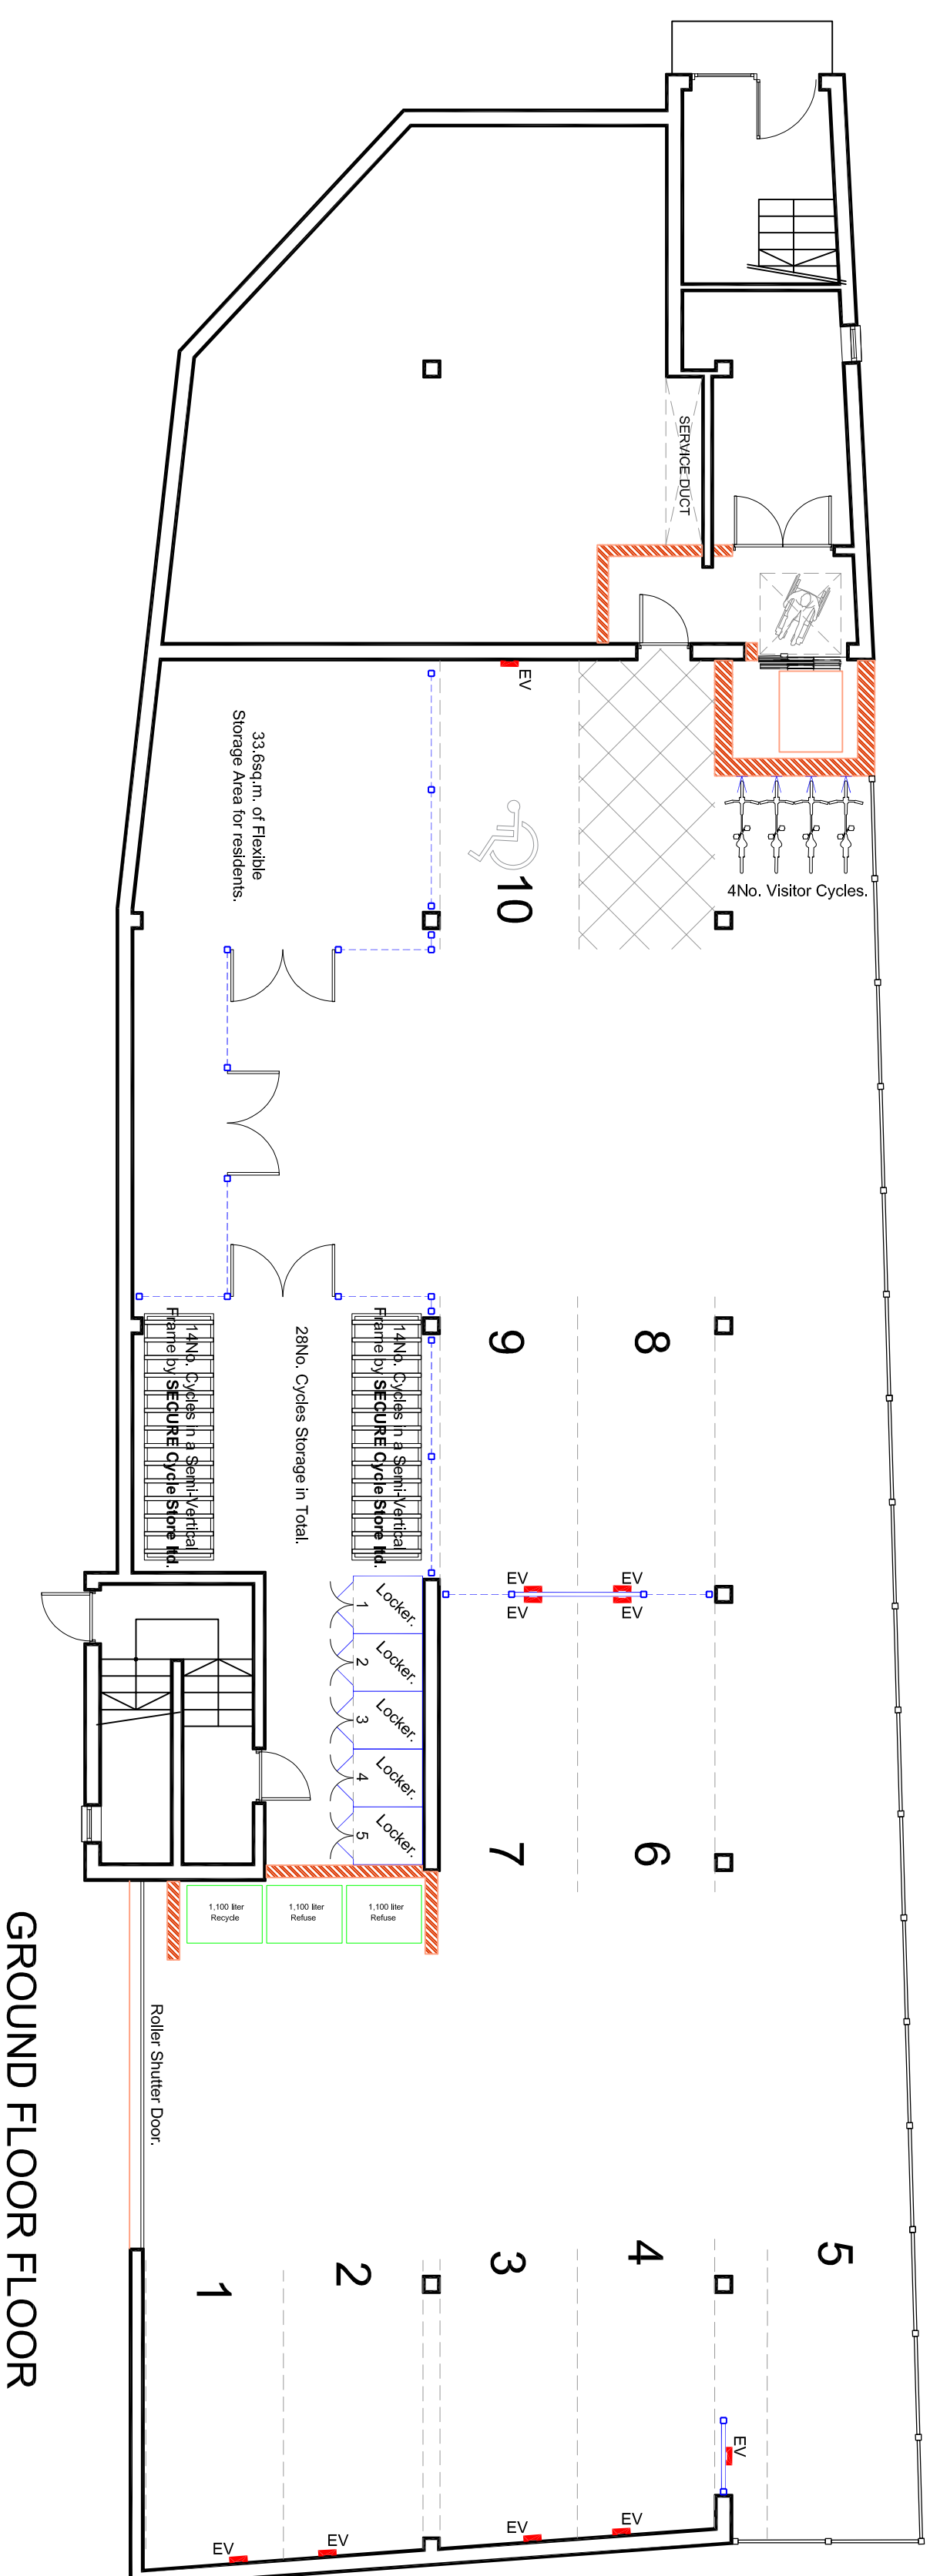 SERVICE DUCT
EV
33.6sq.m. of Flexible
Storage Area for residents.
10
4No. Visitor Cycles.
9
8
14No. Cycles in a Semi-Vertical
Frame by SECURE Cycle Store ltd.
28No. Cycles Storage in Total.
14No. Cycles in a Semi-Vertical
Frame by SECURE Cycle Store ltd.
EV
EV
EV
EV
Locker.
1
Locker.
2
Locker.
3
Locker.
4
Locker.
5
7
6
1,100 liter
Recycle
1,100 liter
Refuse
1,100 liter
Refuse
Roller Shutter Door.
1
2
3
4
5
EV
EV
EV
EV
EV
GROUND FLOOR FLOOR